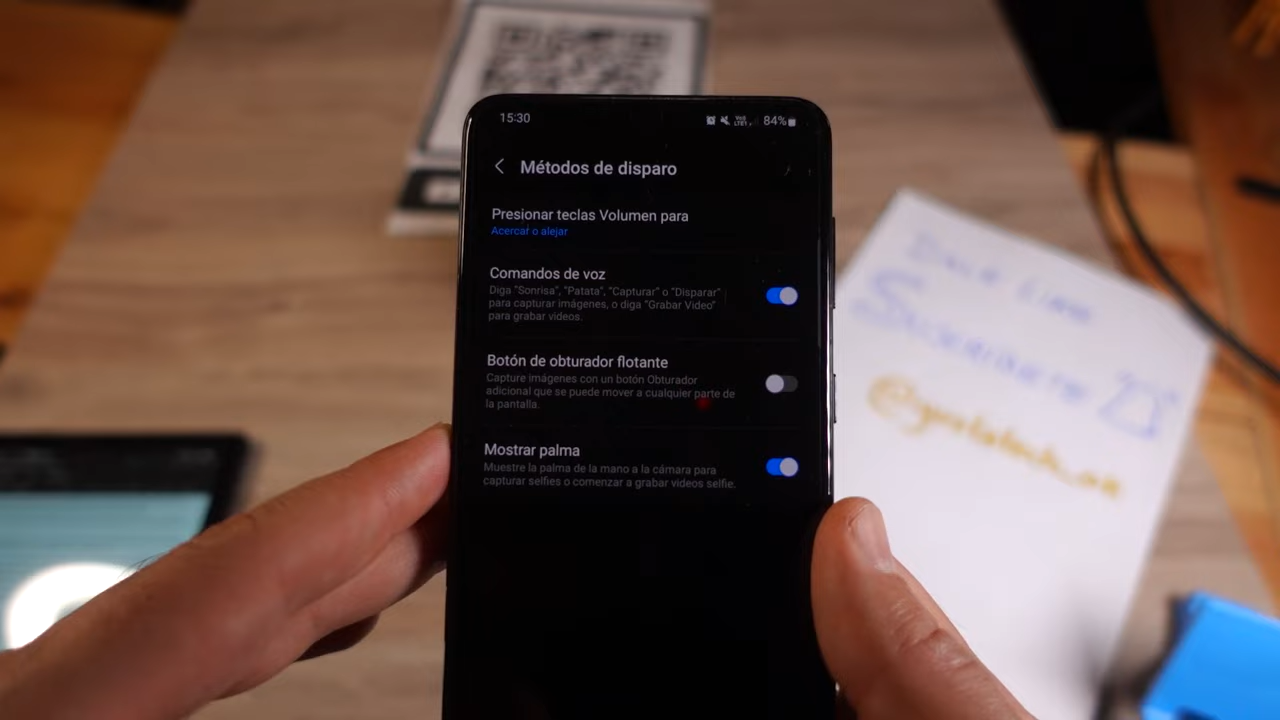 15:30
84%
Métodos de disparo
Presionar teclas Volumen para
Acercar o alejar
Comandos de voz
Diga "Sonrisa", "Patata", "Capturar" o "Disparar"
para capturar imágenes, o diga "Grabar Video"
para grabar videos.
Botón de obturador flotante
Capture imágenes con un botón Obturador
adicional que se puede mover a cualquier parte de
la pantalla.
Mostrar palma
Muestre la palma de la mano a la cámara para
capturar selfies o comenzar a grabar videos selfie.